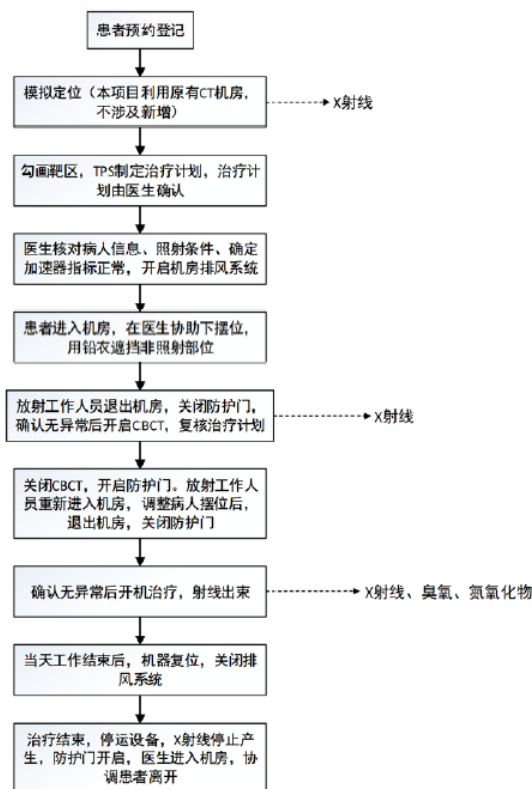 患者预约登记
模拟定位（本项目利用原有CT机房，
不涉及新增）
X射线
勾画靶区，TPS制定治疗计划，治疗计
划由医生确认
医生核对病人信息、照射条件、确定
加速器指标正常，开启机房排风系统
患者进入机房，在医生协助下摆位，
用铅衣遮挡非照射部位
放射工作人员退出机房，关闭防护门，
确认无异常后开启CBCT，复核治疗计划
X射线
关闭CBCT，开启防护门。放射工作人
员重新进入机房，调整病人摆位后，
退出机房，关闭防护门
确认无异常后开机治疗，射线出束
X射线、臭氧、氮氧化物
当天工作结束后，机器复位，关闭排
风系统
治疗结束，停运设备，X射线停止产
生，防护门开启，医生进入机房，协
调患者离开